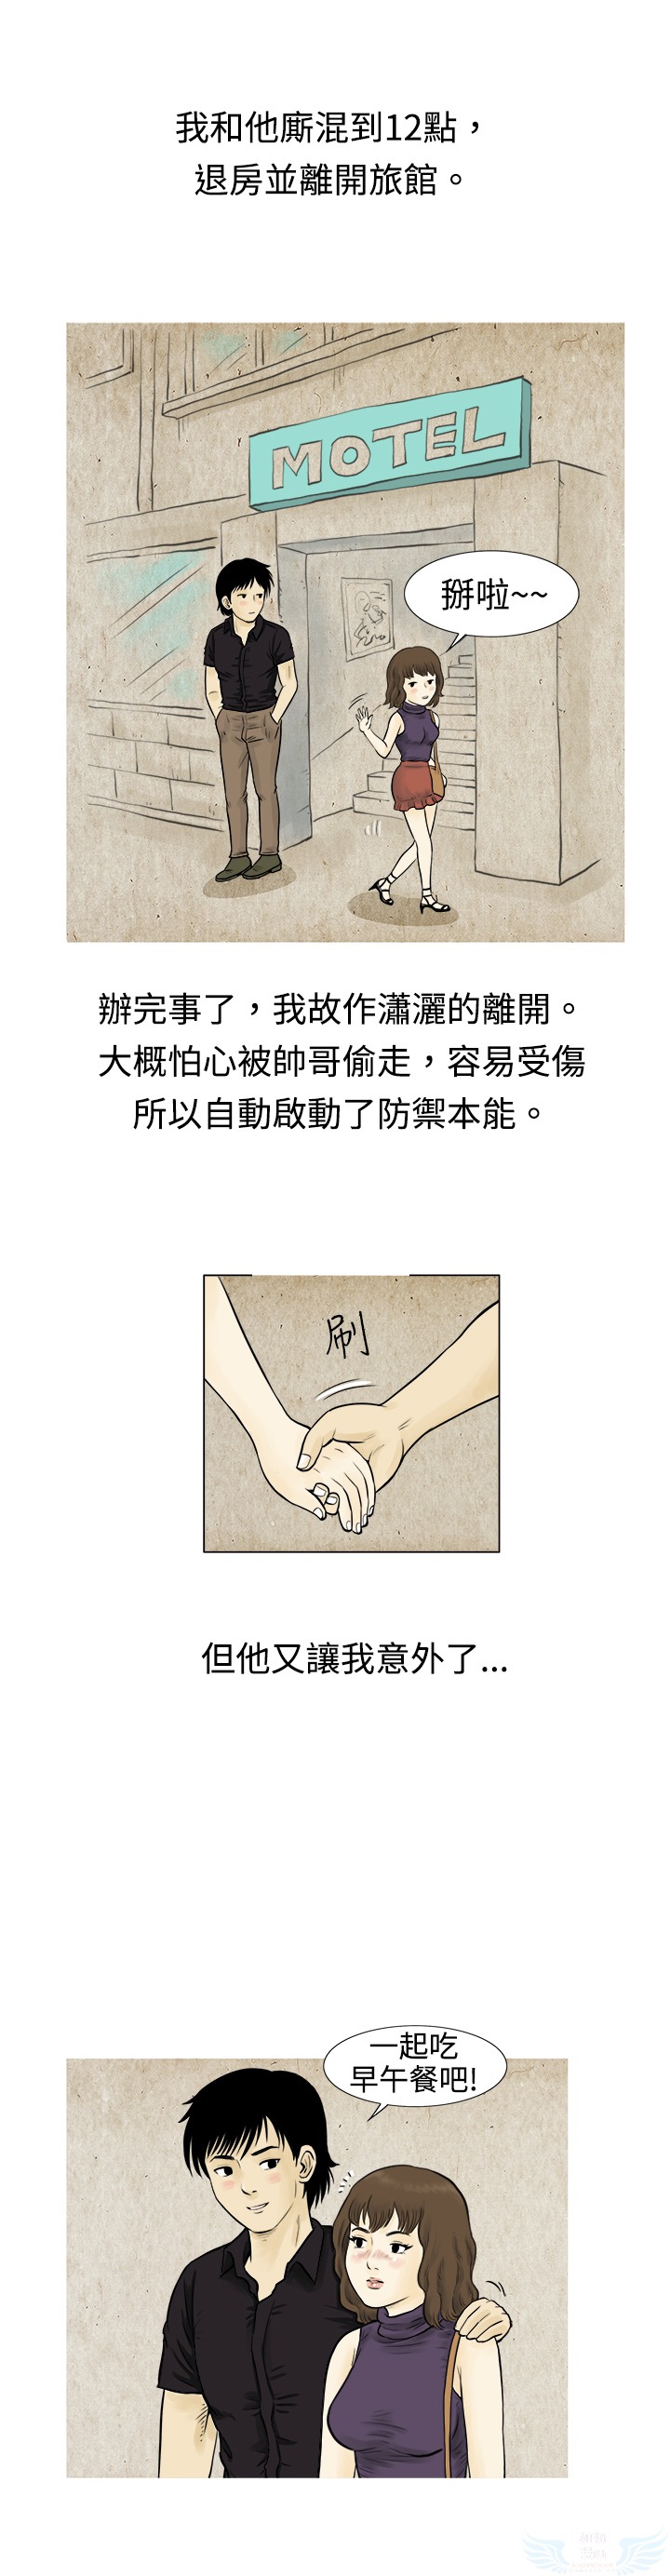 我和他廝混到12點，
退房並離開旅館。
MOTEL
掰啦~~
辦完事了，我故作瀟灑的離開。
大概怕心被帥哥偷走，容易受傷
所以自動啟動了防禦本能。
刷
但他又讓我意外了...
一起吃
早午餐吧!